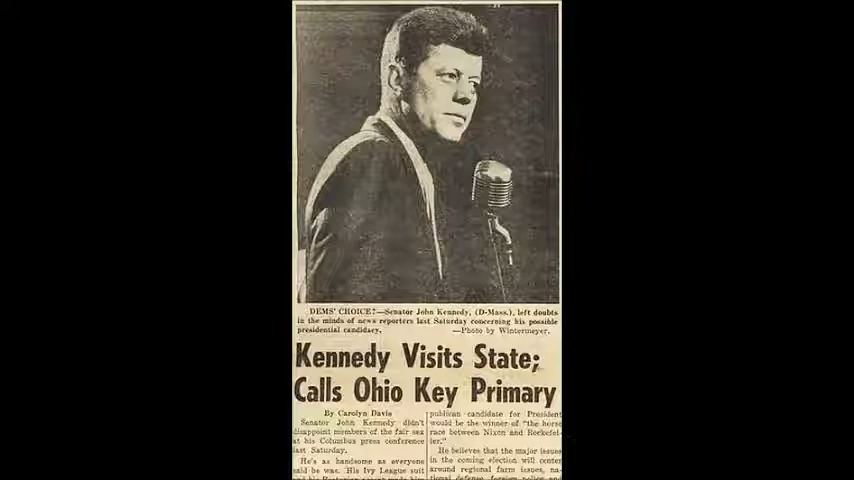 DEMS' CHOICE?—Senator John Kennedy, (D-Mass.), left doubts
in the minds of news reporters last Saturday concerning his possible
presidential candidacy. —Photo by Wintermeyer.
Kennedy Visits State;
Calls Ohio Key Primary
By Carolyn Davis
Senator John Kennedy didn't
disappoint members of the fair sex
at his Columbus press conference
last Saturday.
He's as handsome as everyone
said he was. His Ivy League suit
publican candidate for President
would be the winner of "the horse
race between Nixon and Rockefel-
ler."
He believes that the major issues
in the coming election will center
around regional farm issues, na-
tional defense, foreign policy and